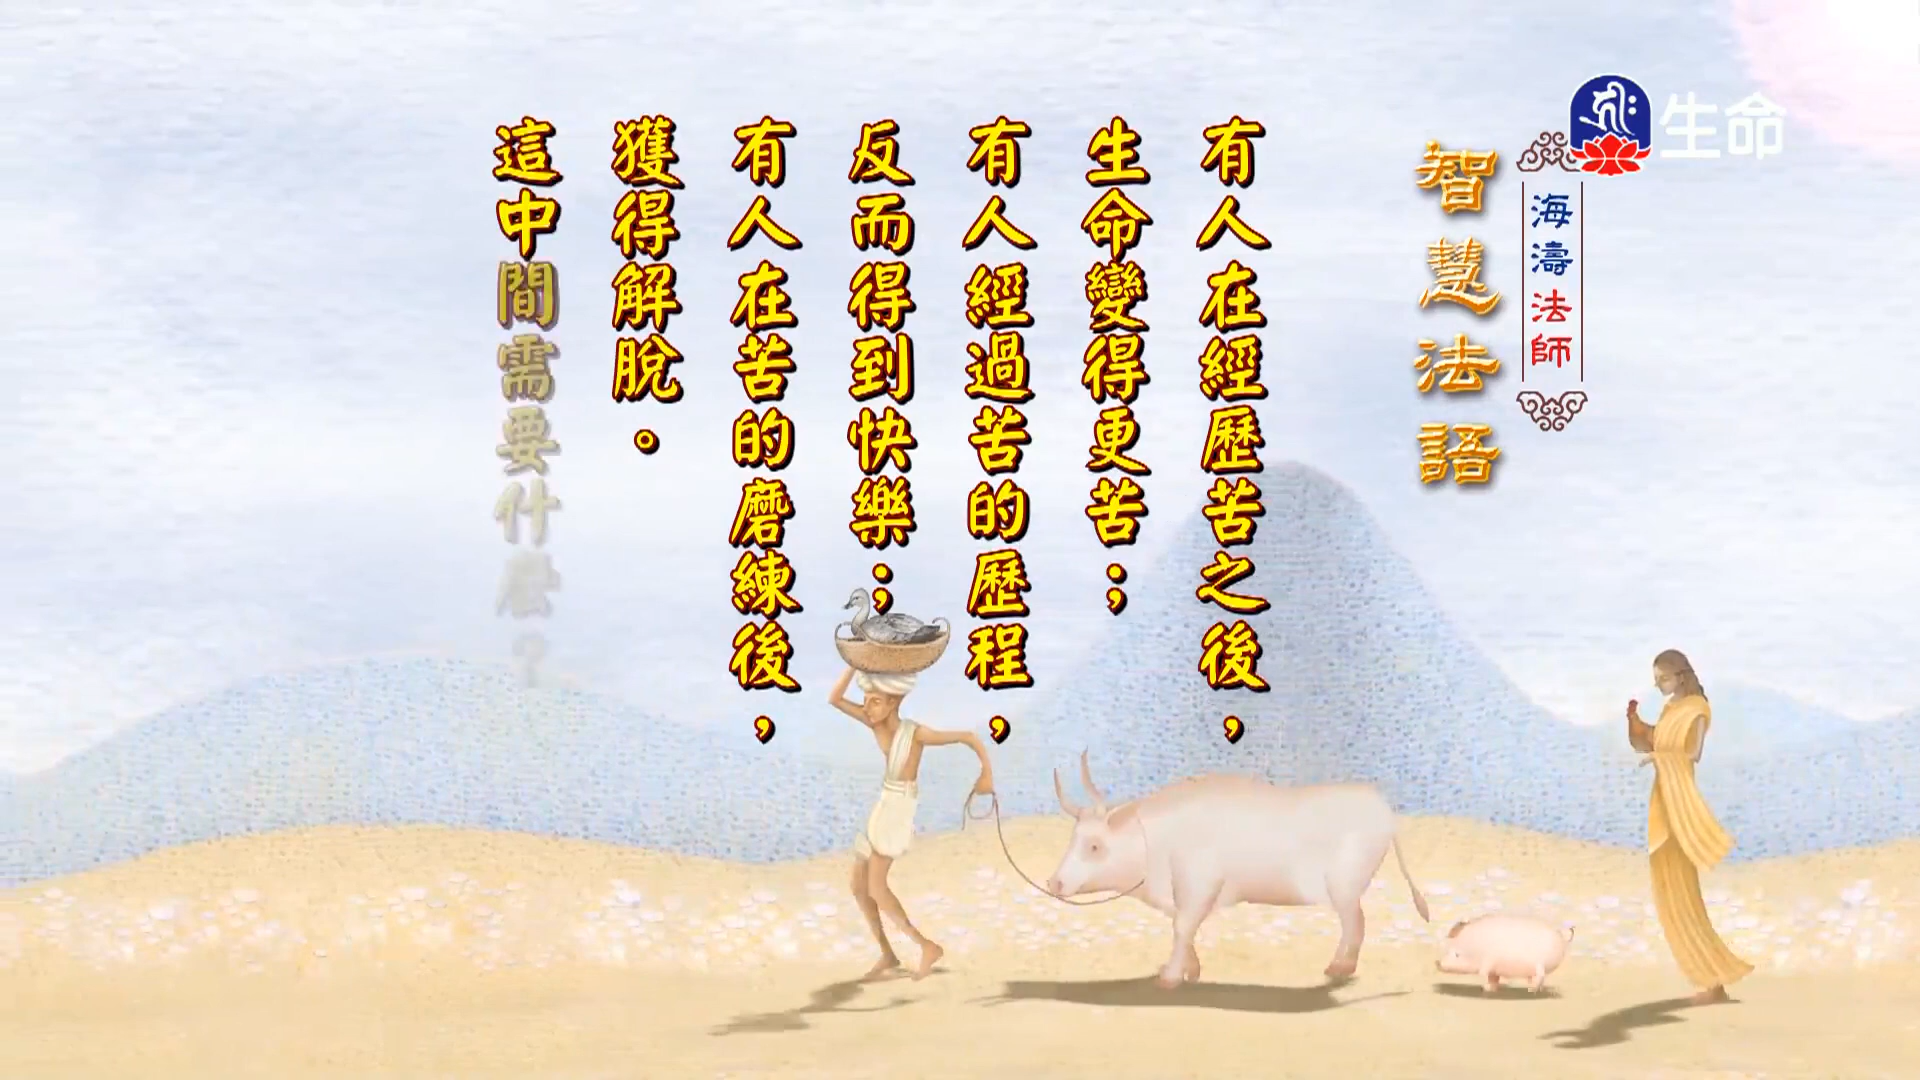 生命
海濤法師
智慧法語
有人在經歷苦之後，
生命變得更苦；
有人經過苦的歷程，
反而得到快樂；
有人在苦的磨練後，
獲得解脫。
這中間需要什麼？